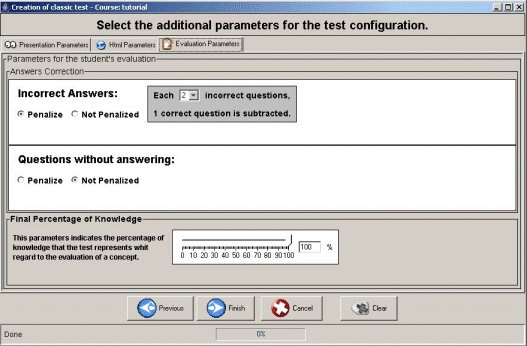 Creation of classic test - Course: tutorial
Select the additional parameters for the test configuration.
Presentation Parameters Html Parameters Evaluation Parameters
Parameters for the student's evaluation
Answers Correction
Incorrect Answers:
Each 2 incorrect questions,
Penalize Not Penalized
1 correct question is subtracted.
Questions without answering:
Penalize Not Penalized
Final Percentage of Knowledge
This parameters indicates the percentage of
knowledge that the test represents whit
regard to the evaluation of a concept.
100 %
0 10 20 30 40 50 60 70 80 90 100
Previous Finish Cancel Clear
Done 0%